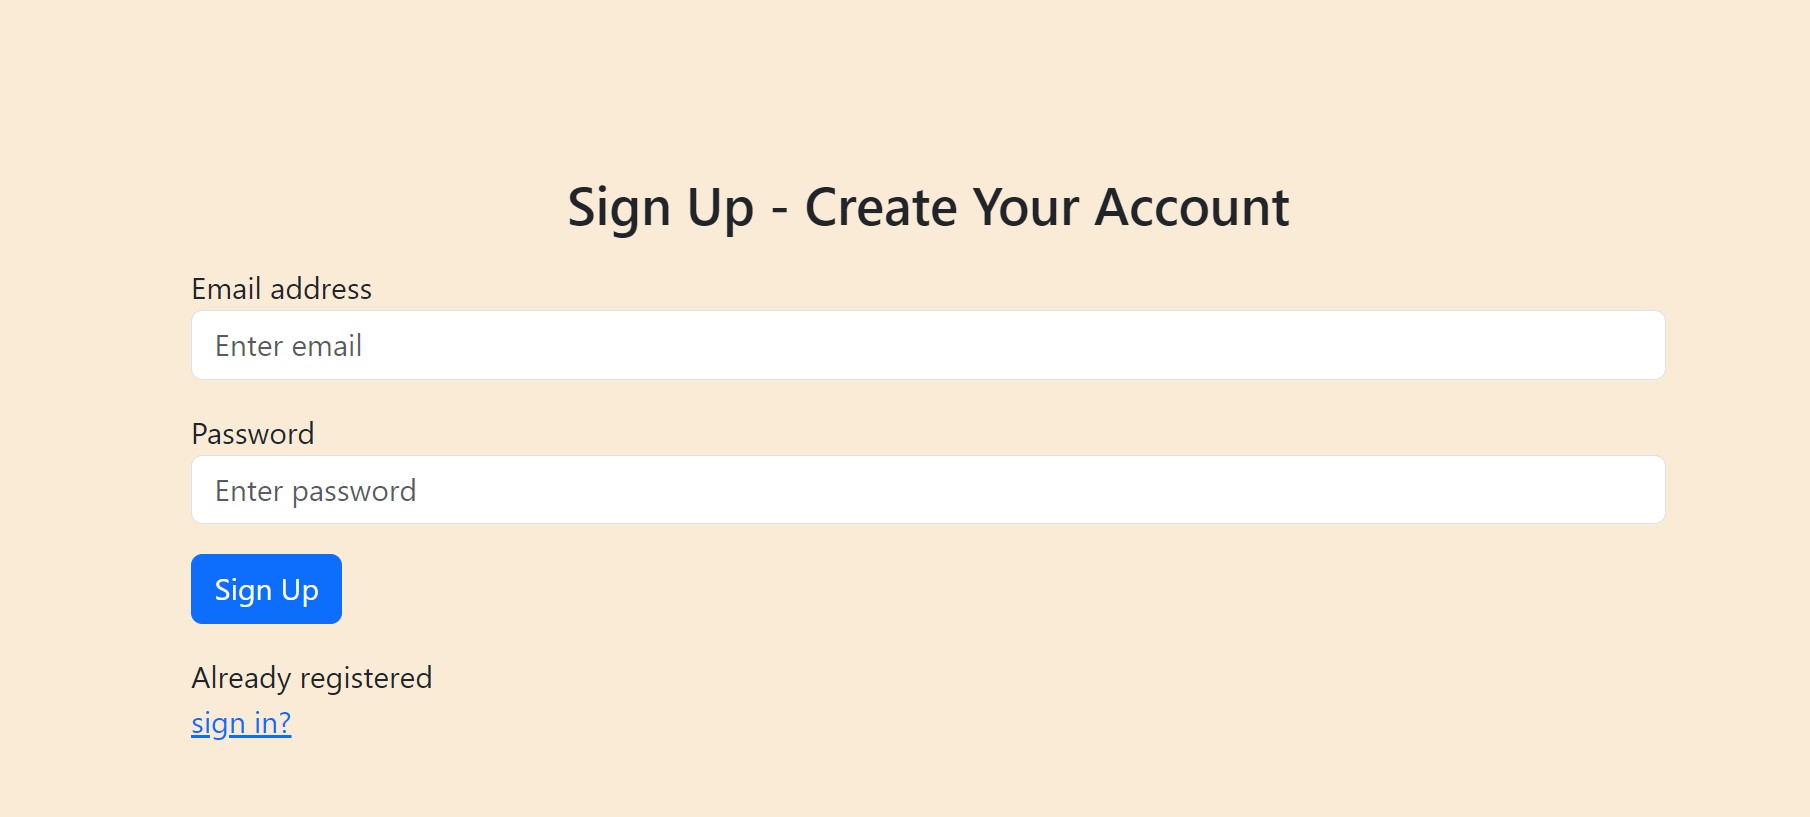 Sign Up - Create Your Account
Email address
Enter email
Password
Enter password
Sign Up
Already registered
sign in?